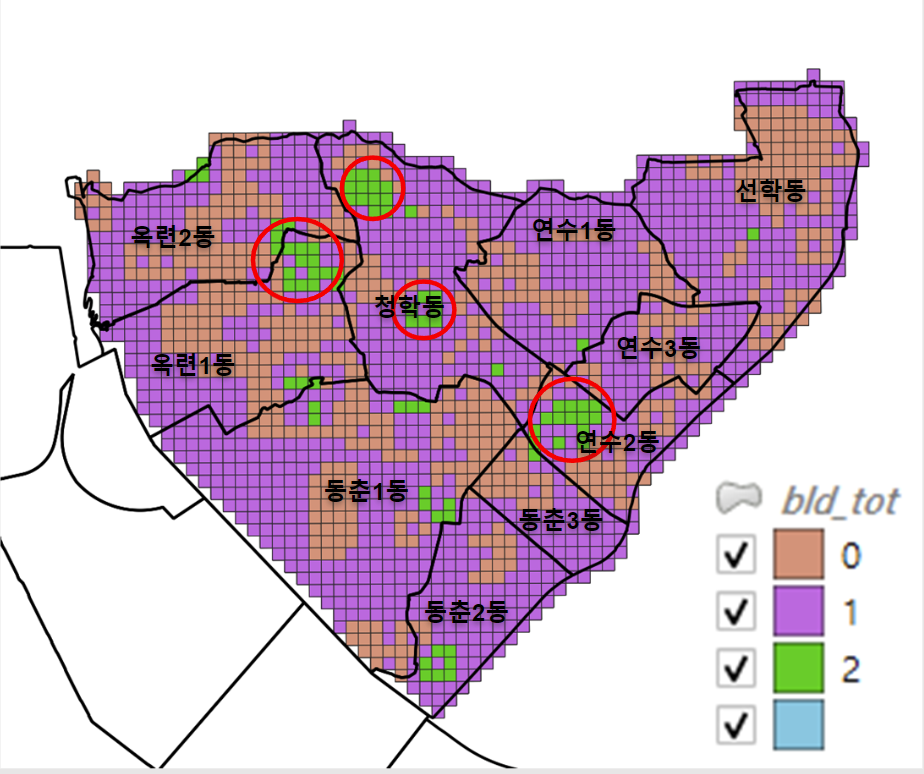 선학동
연수1동
옥련2동
청학동
연수3동
옥련1동
연수2동
동춘1동
동춘3동
동춘2동
bld_tot
0
1
2